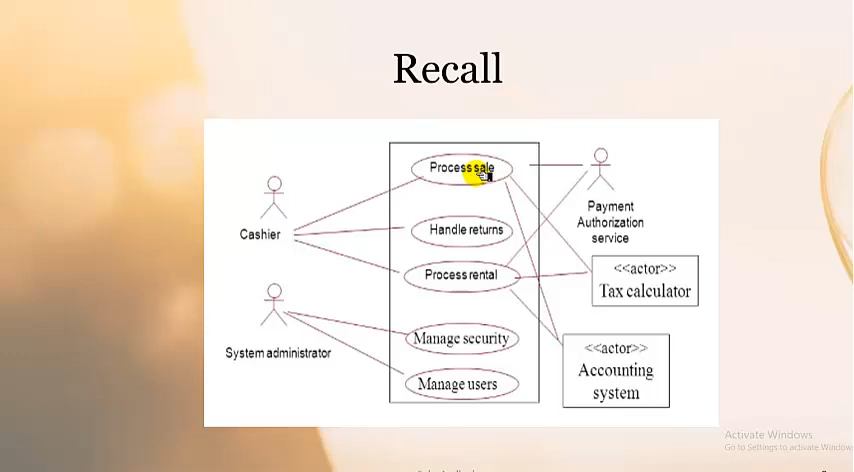 Recall
Process sale
Handle returns
Process rental
Manage security
Manage users
Cashier
System administrator
Payment
Authorization
service
<<actor>>
Tax calculator
<<actor>>
Accounting
system
Activate Windows
Go to Settings to activate Window